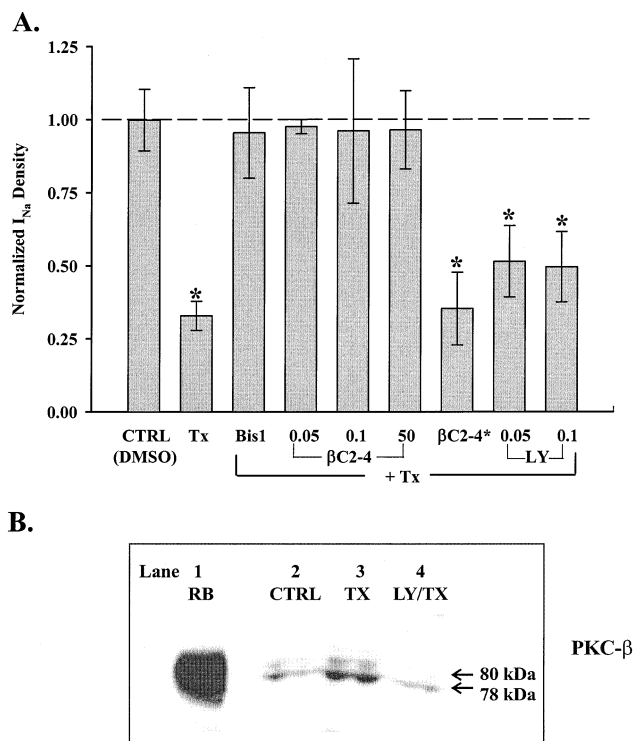 A.
Normalized I_Na Density
1.25
1.00
0.75
0.50
0.25
0.00
*
* * *
CTRL (DMSO) Tx Bis1 0.05 0.1 50 βC2-4* 0.05 0.1
βC2-4 LY
+ Tx
B.
Lane 1 2 3 4
RB CTRL TX LY/TX
PKC-β
← 80 kDa
← 78 kDa